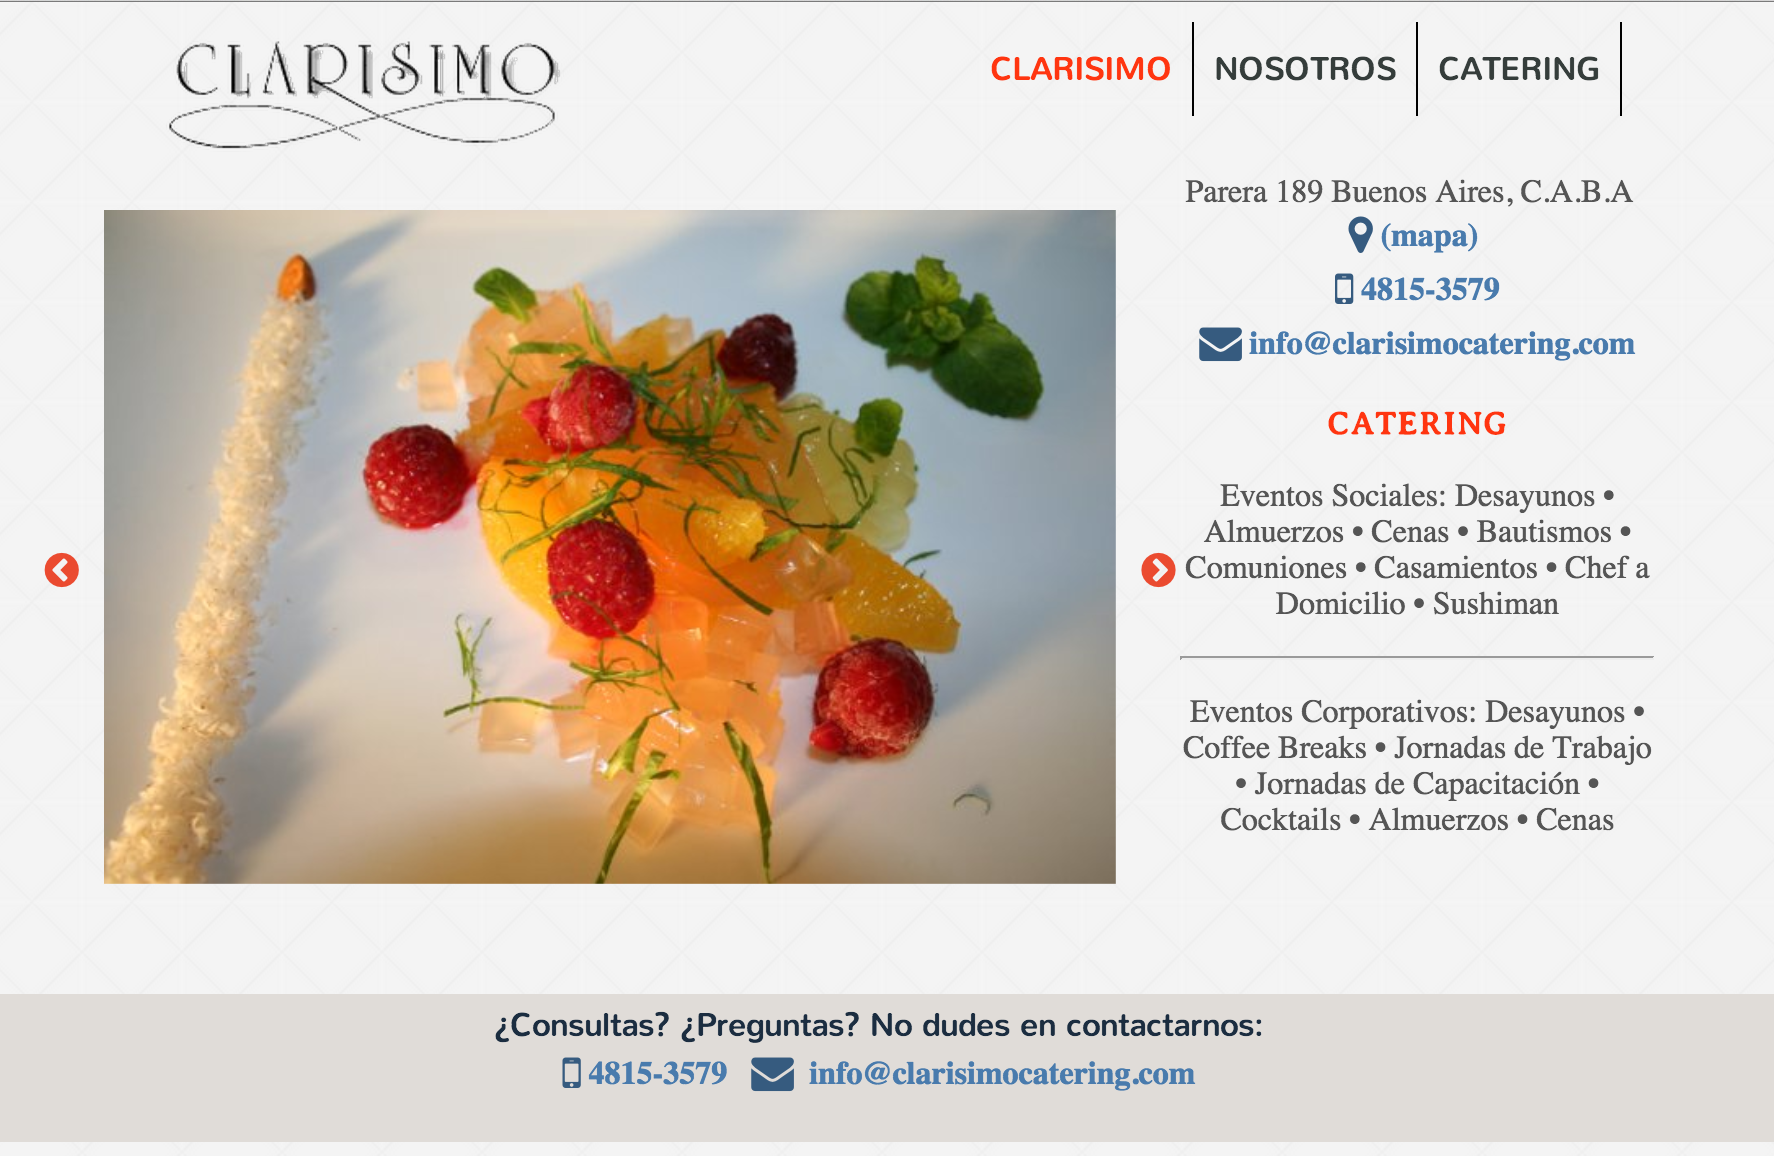 CLARISIMO
CLARISIMO
NOSOTROS
CATERING
Parera 189 Buenos Aires, C.A.B.A
(mapa)
4815-3579
info@clarisimocatering.com
CATERING
Eventos Sociales: Desayunos •
Almuerzos • Cenas • Bautismos •
Comuniones • Casamientos • Chef a
Domicilio • Sushiman
Eventos Corporativos: Desayunos •
Coffee Breaks • Jornadas de Trabajo
• Jornadas de Capacitación •
Cocktails • Almuerzos • Cenas
¿Consultas? ¿Preguntas? No dudes en contactarnos:
4815-3579 info@clarisimocatering.com